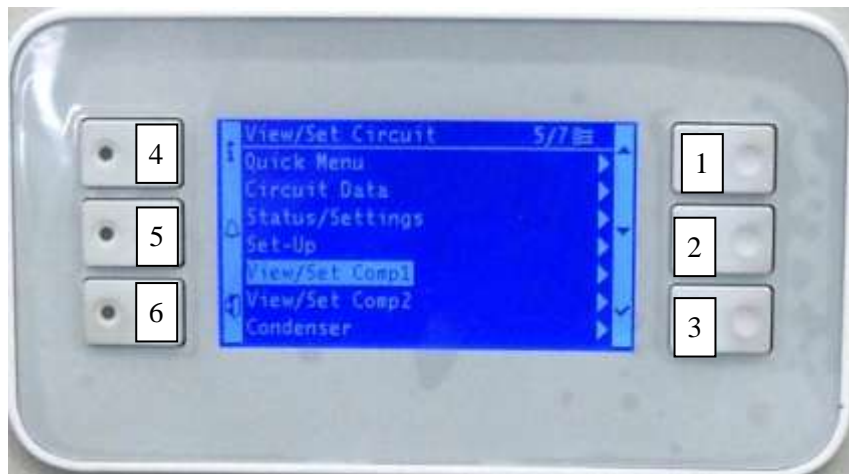 4
5
6
View/Set Circuit 5/7
Quick Menu
Circuit Data
Status/Settings
Set-Up
View/Set Comp1
View/Set Comp2
Condenser
1
2
3